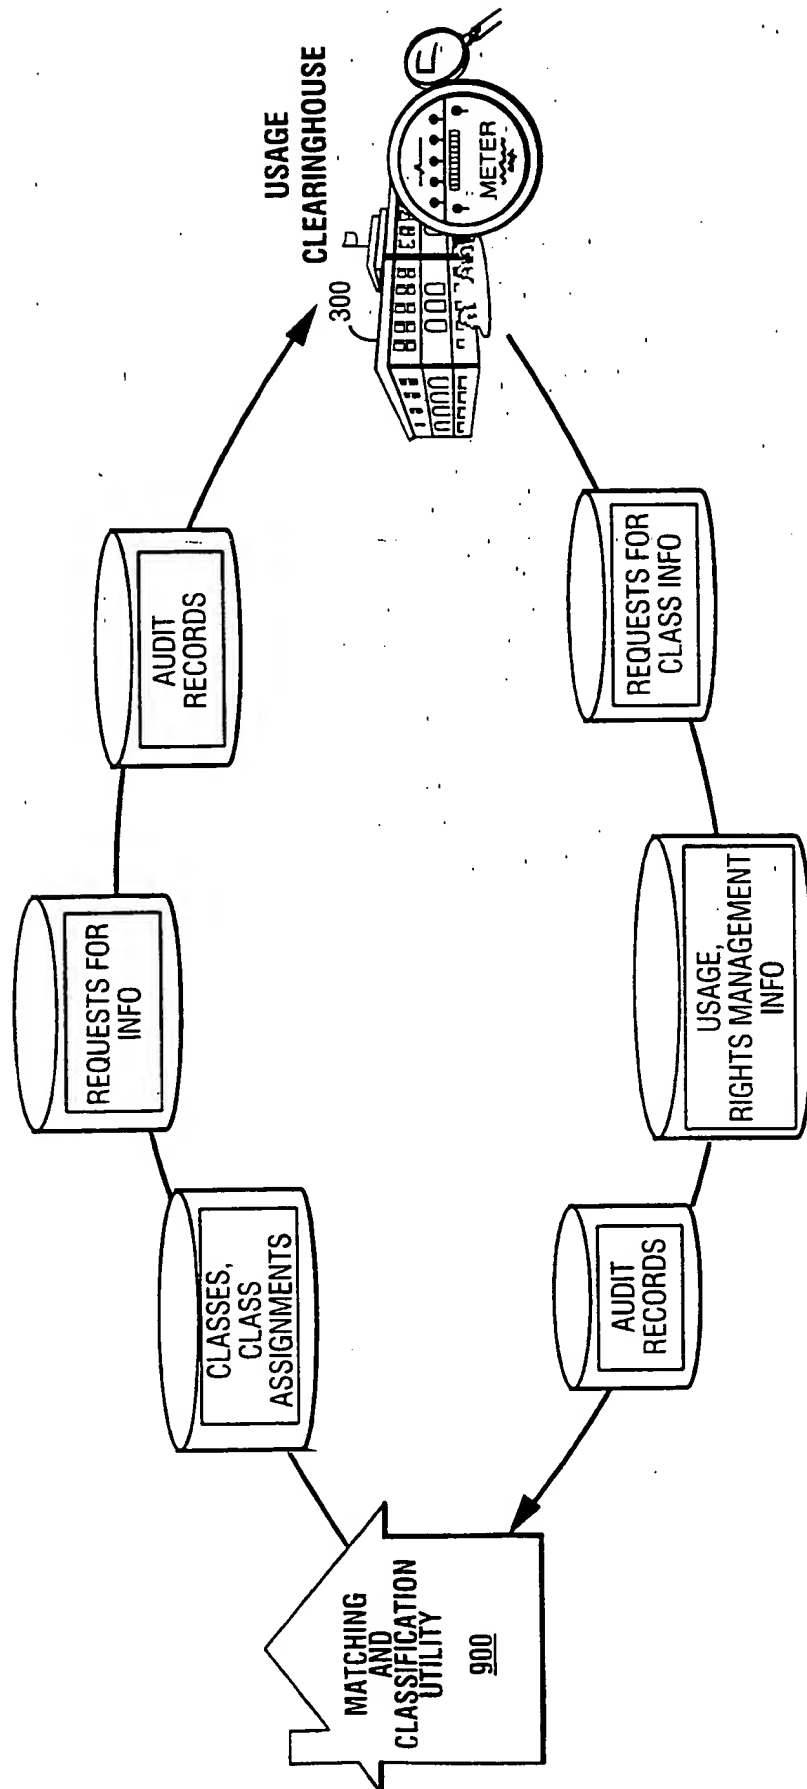 MATCHING
AND
CLASSIFICATION
UTILITY
900
CLASSES,
CLASS
ASSIGNMENTS
REQUESTS FOR
INFO
AUDIT
RECORDS
USAGE
CLEARINGHOUSE
300
METER
REQUESTS FOR
CLASS INFO
USAGE,
RIGHTS MANAGEMENT
INFO
AUDIT
RECORDS